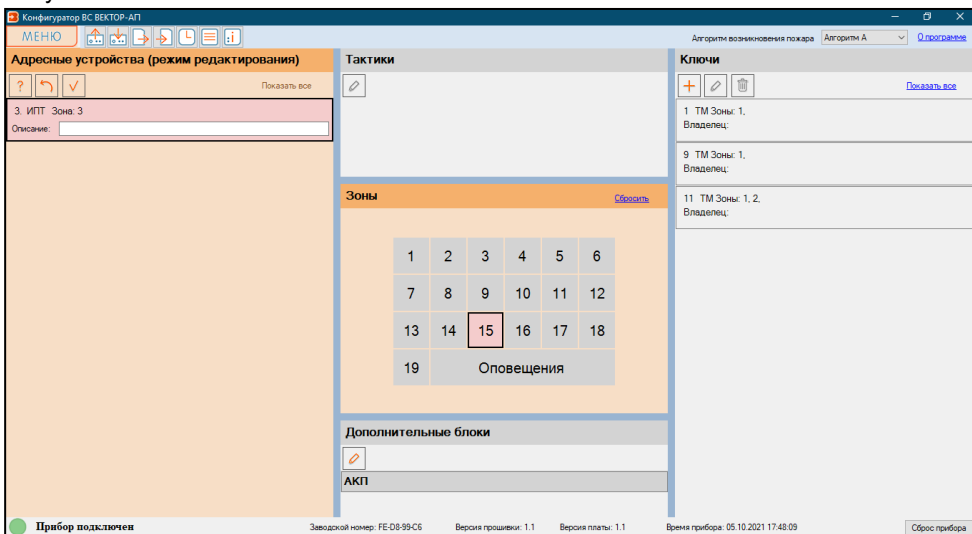 Конфигуратор ВС ВЕКТОР-АП
МЕНЮ
Алгоритм возникновения пожара Алгоритм А О программе
Адресные устройства (режим редактирования)
Показать все
3. ИПТ Зона: 3
Описание:
Тактики
Зоны Сбросить
1 2 3 4 5 6
7 8 9 10 11 12
13 14 15 16 17 18
19 Оповещения
Дополнительные блоки
АКП
Ключи
Показать все
1 ТМ Зоны: 1,
Владелец:
9 ТМ Зоны: 1,
Владелец:
11 ТМ Зоны: 1, 2,
Владелец:
Прибор подключен Заводской номер: FE-D8-99-C6 Версия прошивки: 1.1 Версия платы: 1.1 Время прибора: 05.10.2021 17:48:09 Сброс прибора